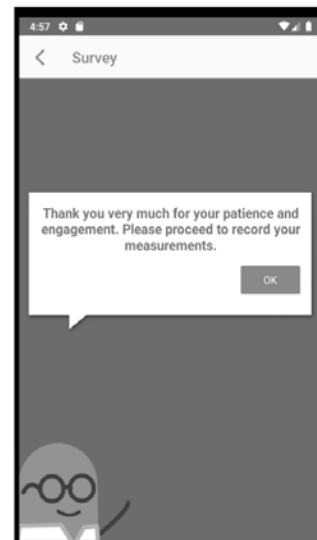 4:57
Survey
Thank you very much for your patience and
engagement. Please proceed to record your
measurements.
OK